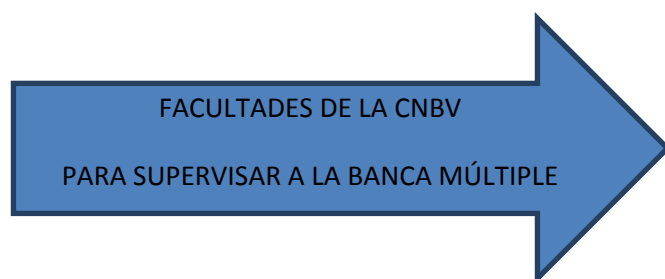 FACULTADES DE LA CNBV
PARA SUPERVISAR A LA BANCA MÚLTIPLE